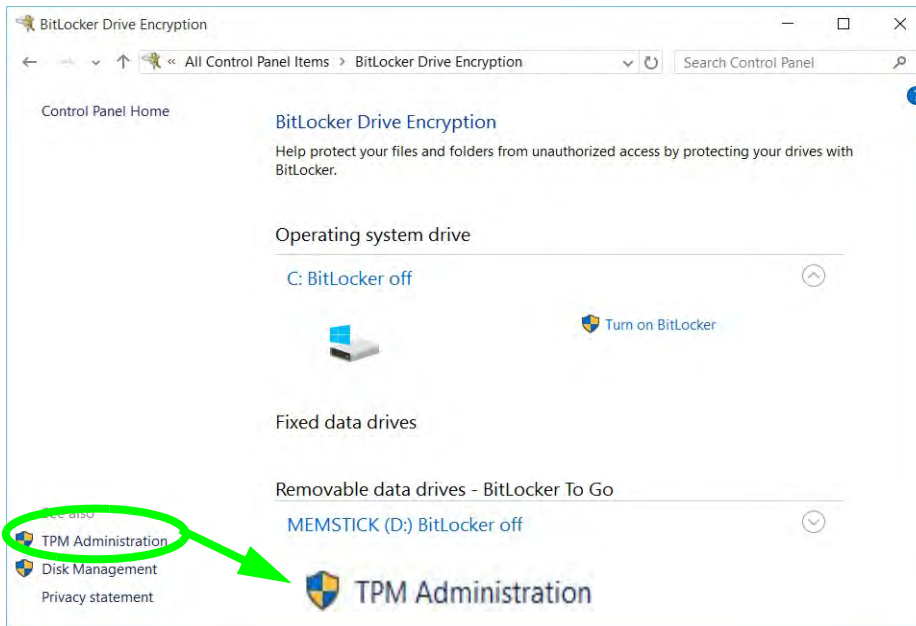 BitLocker Drive Encryption
« All Control Panel Items > BitLocker Drive Encryption
Search Control Panel
Control Panel Home
BitLocker Drive Encryption
Help protect your files and folders from unauthorized access by protecting your drives with
BitLocker.
Operating system drive
C: BitLocker off
Turn on BitLocker
Fixed data drives
Removable data drives - BitLocker To Go
MEMSTICK (D:) BitLocker off
See also
TPM Administration
Disk Management
Privacy statement
TPM Administration